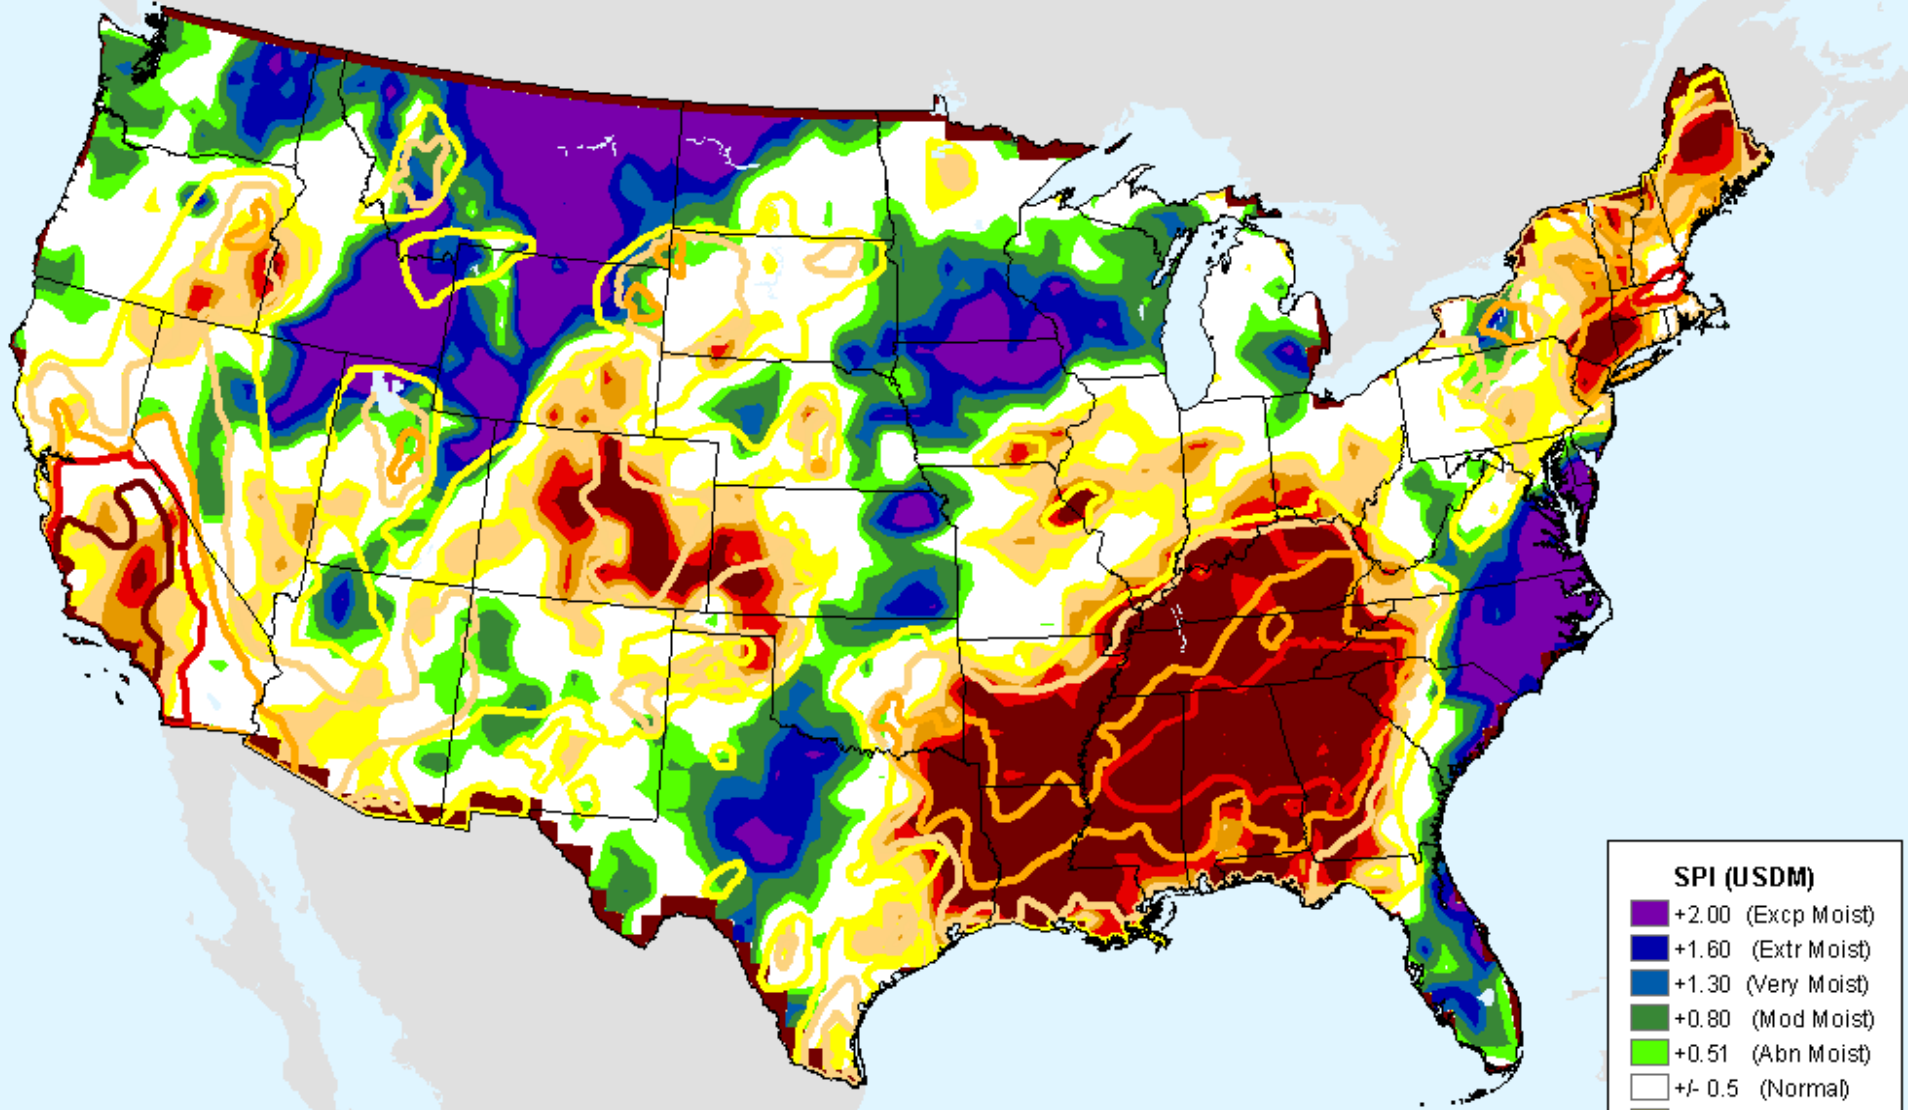 SPI (USDM)
+2.00 (Excp Moist)
+1.60 (Extr Moist)
+1.30 (Very Moist)
+0.80 (Mod Moist)
+0.51 (Abn Moist)
+/- 0.5 (Normal)